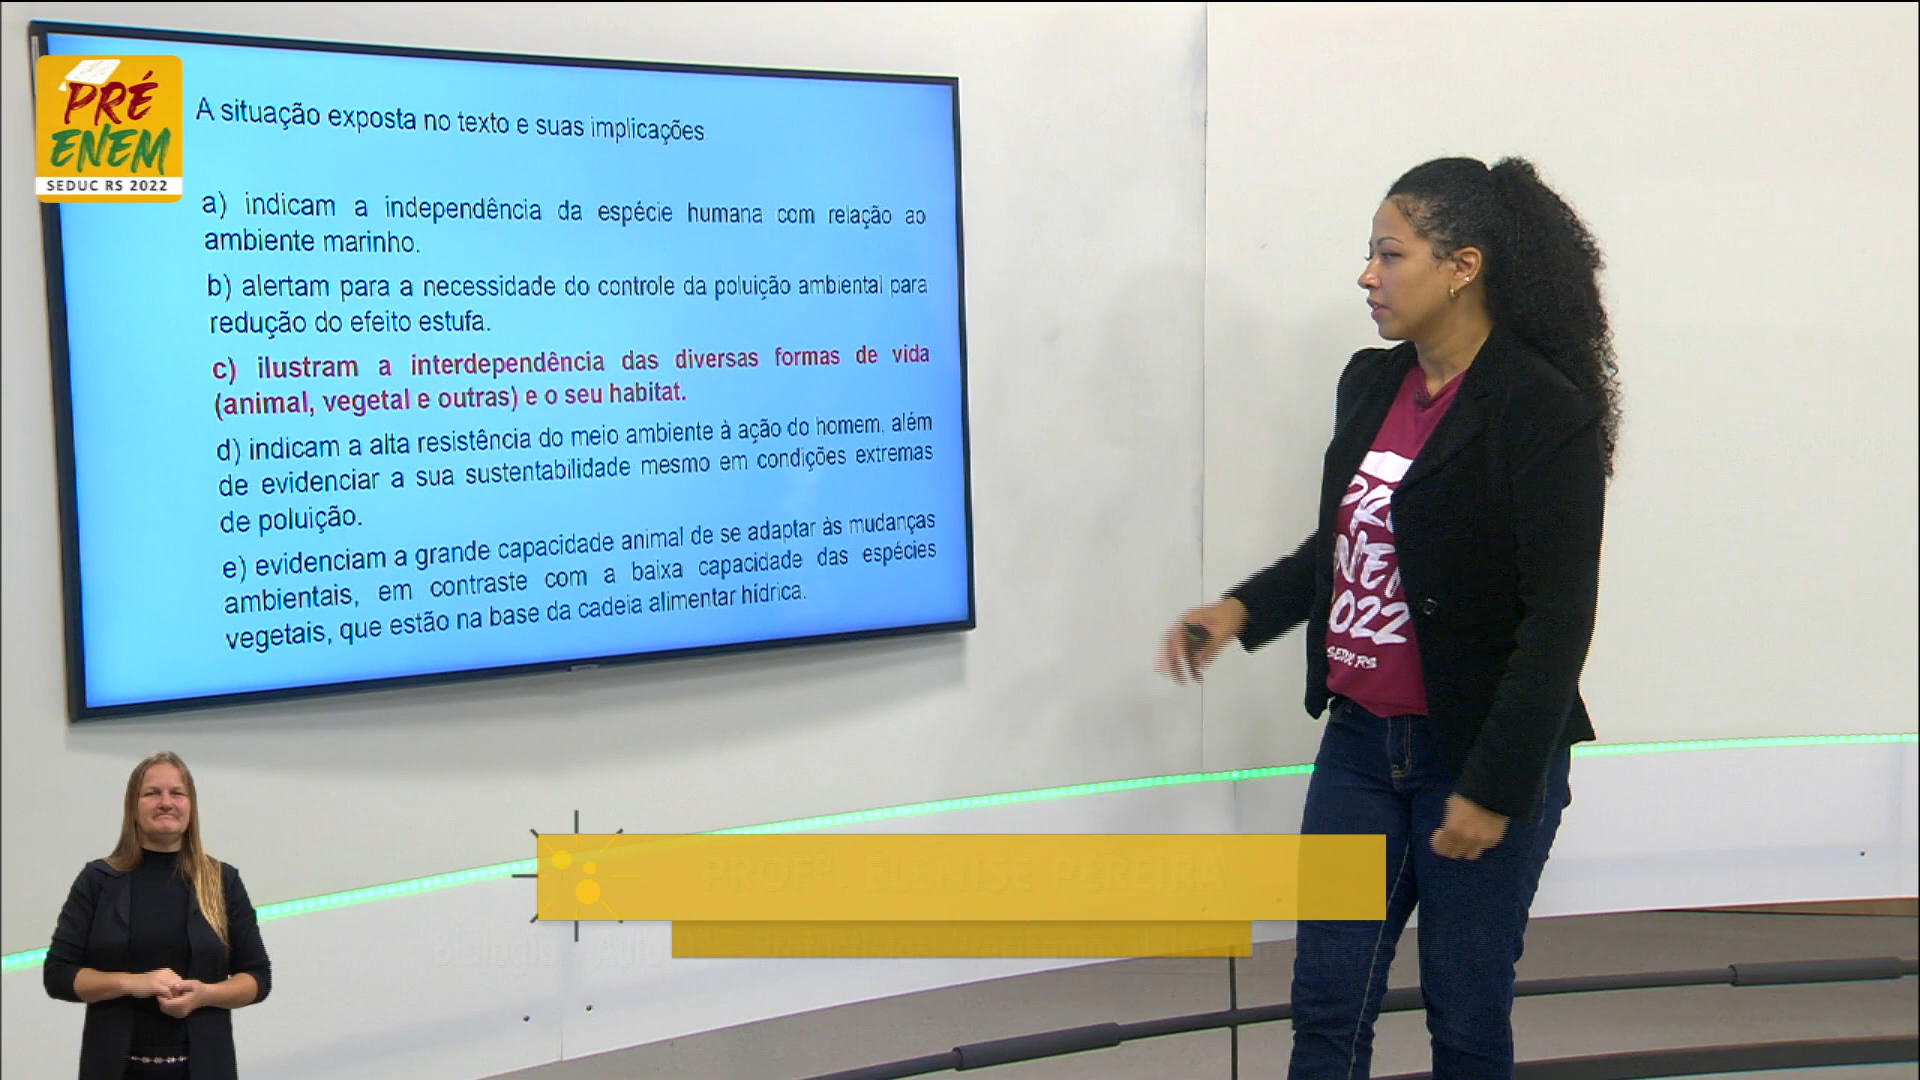 PRÉ
ENEM
SEDUC RS 2022
A situação exposta no texto e suas implicações
a) indicam a independência da espécie humana com relação ao
ambiente marinho.
b) alertam para a necessidade do controle da poluição ambiental para
redução do efeito estufa.
c) ilustram a interdependência das diversas formas de vida
(animal, vegetal e outras) e o seu habitat.
d) indicam a alta resistência do meio ambiente à ação do homem, além
de evidenciar a sua sustentabilidade mesmo em condições extremas
de poluição.
e) evidenciam a grande capacidade animal de se adaptar às mudanças
ambientais, em contraste com a baixa capacidade das espécies
vegetais, que estão na base da cadeia alimentar hídrica.
2022
SEDUC RS
PROFª. ELENISE PEREIRA